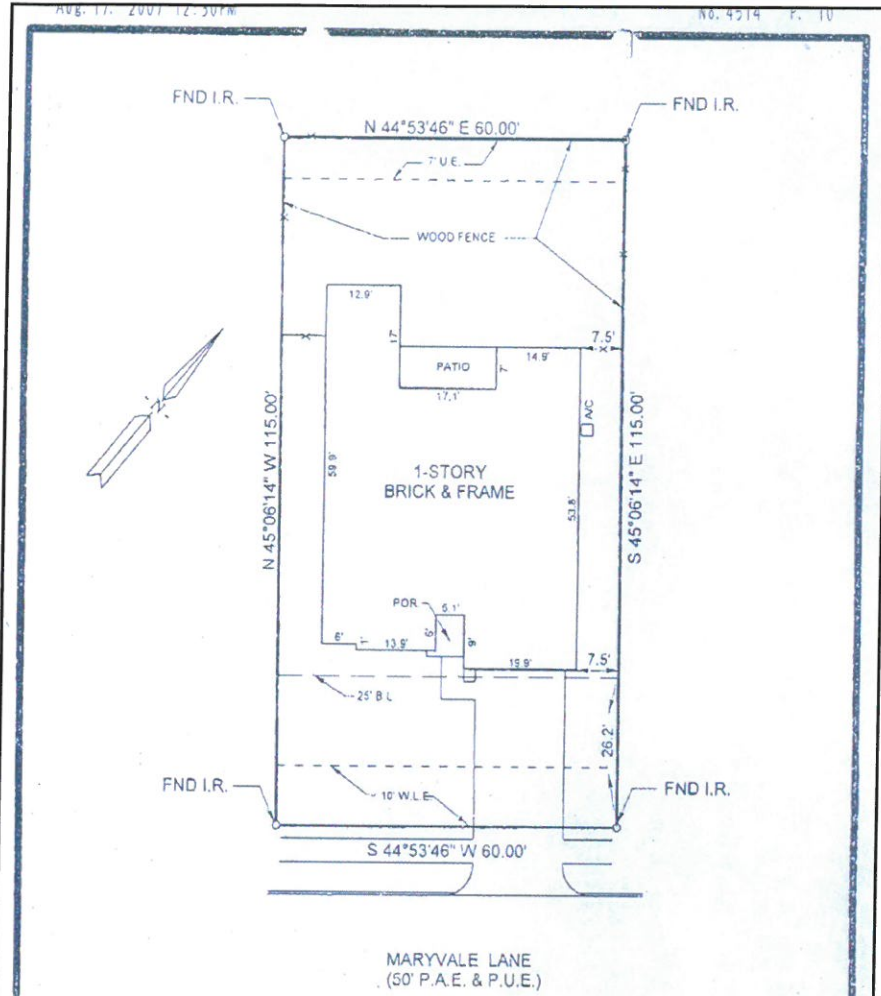 Aug. 17. 2007 12:50PM
No. 4514 P. 10
FND I.R.
FND I.R.
N 44°53'46" E 60.00'
7' U.E.
WOOD FENCE
12.9'
17'
7.5'
14.9'
PATIO
7'
17.1'
A/C
N 45°06'14" W 115.00'
59.9'
1-STORY
BRICK & FRAME
53.8'
S 45°06'14" E 115.00'
N
POR
5.1'
6'
1'
13.9'
6'
9'
19.9'
7.5'
25' B.L
26.2'
FND I.R.
10' W.L.E
FND I.R.
S 44°53'46" W 60.00'
MARYVALE LANE
(50' P.A.E. & P.U.E.)